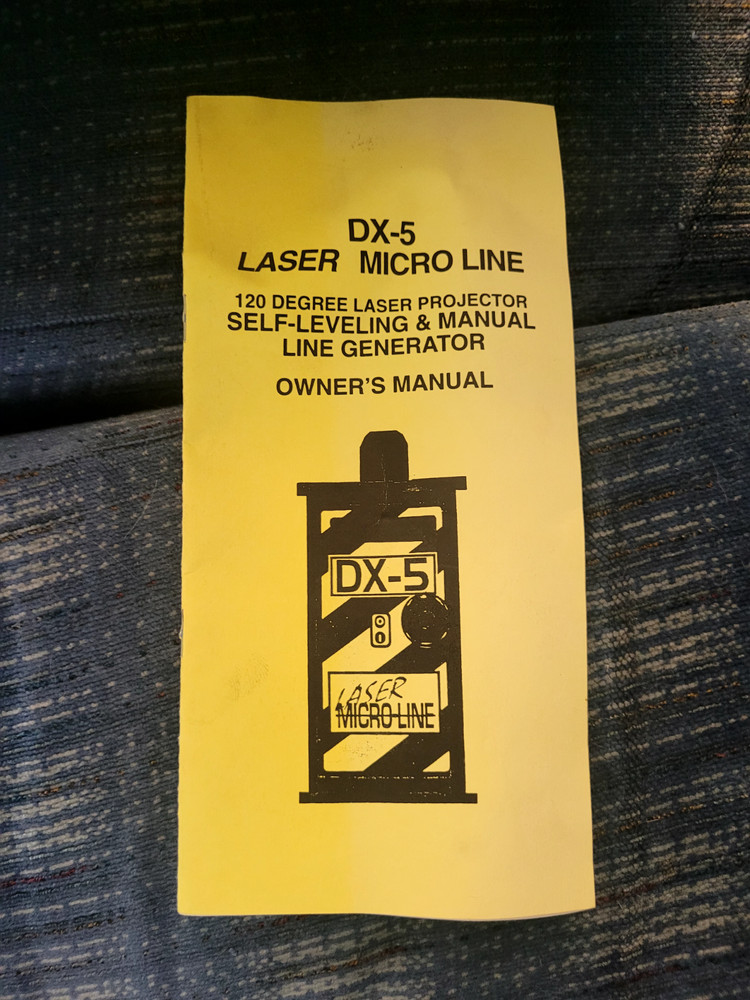 DX-5
LASER MICRO LINE
120 DEGREE LASER PROJECTOR
SELF-LEVELING & MANUAL
LINE GENERATOR
OWNER'S MANUAL
DX-5
LASER
MICRO-LINE